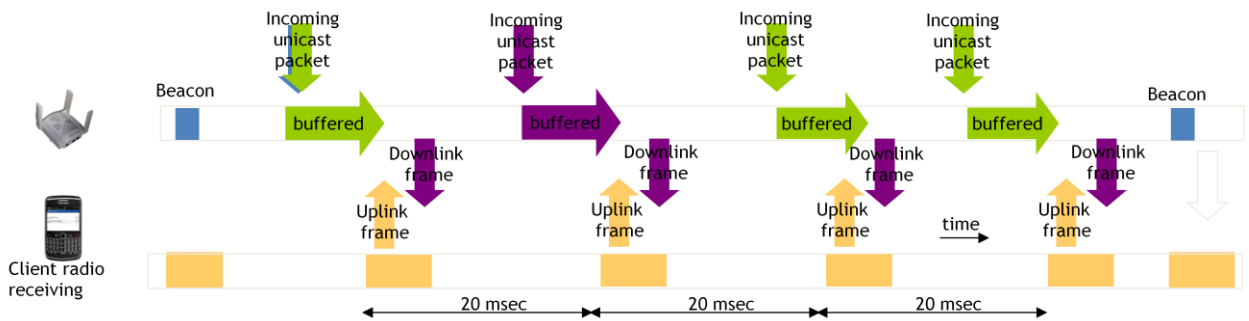 Incoming
unicast
packet
Incoming
unicast
packet
Incoming
unicast
packet
Incoming
unicast
packet
Beacon
Beacon
buffered
buffered
buffered
buffered
Downlink
frame
Downlink
frame
Downlink
frame
Downlink
frame
Uplink
frame
Uplink
frame
Uplink
frame
time
Uplink
frame
Client radio
receiving
20 msec
20 msec
20 msec